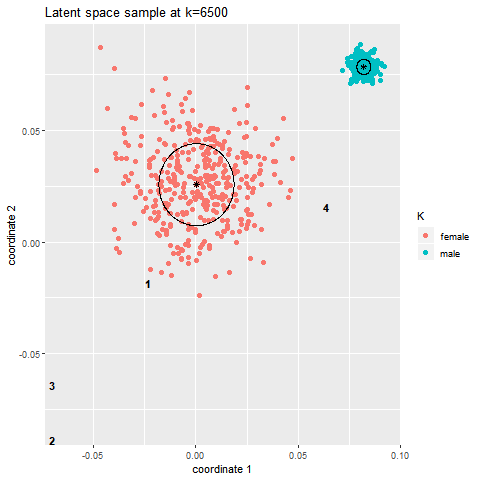 Latent space sample at k=6500
coordinate 2
0.05
0.00
-0.05
-0.05
0.00
0.05
0.10
coordinate 1
1
2
3
4
K
female
male